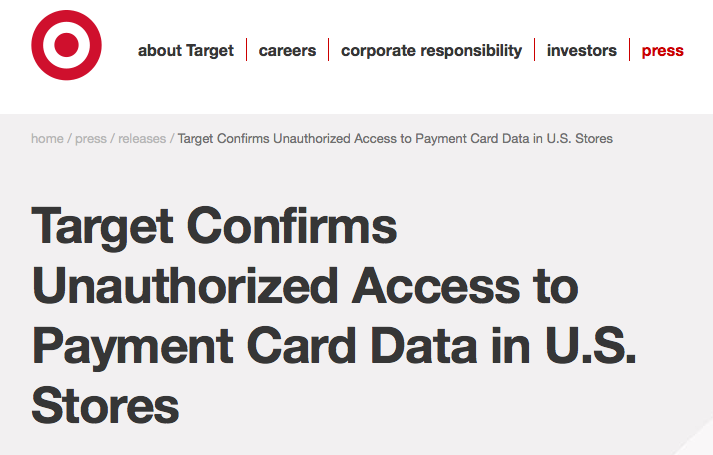 about Target | careers | corporate responsibility | investors | press
home / press / releases / Target Confirms Unauthorized Access to Payment Card Data in U.S. Stores
Target Confirms
Unauthorized Access to
Payment Card Data in U.S.
Stores